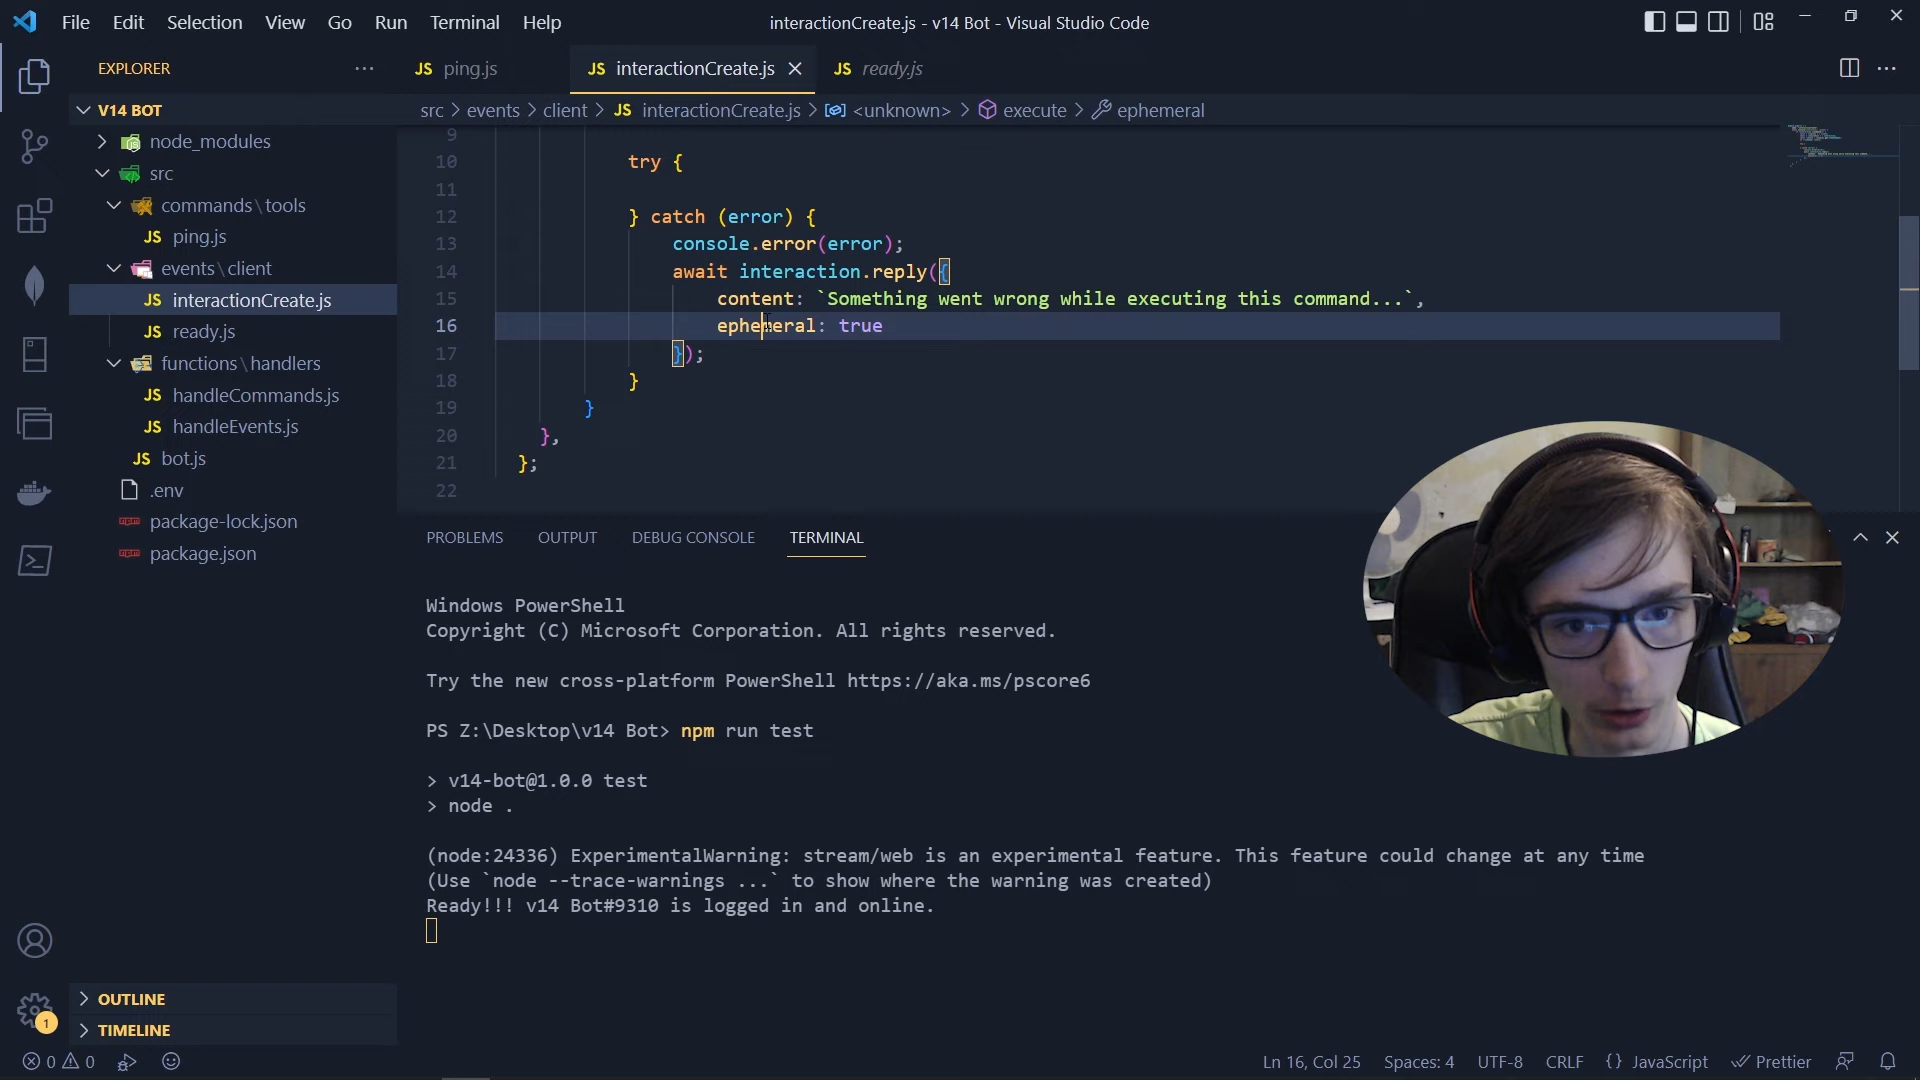 File Edit Selection View Go Run Terminal Help
interactionCreate.js - v14 Bot - Visual Studio Code
EXPLORER
V14 BOT
node_modules
src
commands\tools
JS ping.js
events\client
JS interactionCreate.js
JS ready.js
functions\handlers
JS handleCommands.js
JS handleEvents.js
JS bot.js
.env
package-lock.json
package.json
OUTLINE
TIMELINE
JS ping.js JS interactionCreate.js JS ready.js
src > events > client > JS interactionCreate.js > <unknown> > execute > ephemeral
9
10 try {
11
12 } catch (error) {
13 console.error(error);
14 await interaction.reply({
15 content: `Something went wrong while executing this command...`,
16 ephemeral: true
17 });
18 }
19 }
20 },
21 };
22
PROBLEMS OUTPUT DEBUG CONSOLE TERMINAL
Windows PowerShell
Copyright (C) Microsoft Corporation. All rights reserved.
Try the new cross-platform PowerShell https://aka.ms/pscore6
PS Z:\Desktop\v14 Bot> npm run test
> v14-bot@1.0.0 test
> node .
(node:24336) ExperimentalWarning: stream/web is an experimental feature. This feature could change at any time
(Use `node --trace-warnings ...` to show where the warning was created)
Ready!!! v14 Bot#9310 is logged in and online.
1
0 0 Ln 16, Col 25 Spaces: 4 UTF-8 CRLF {} JavaScript Prettier